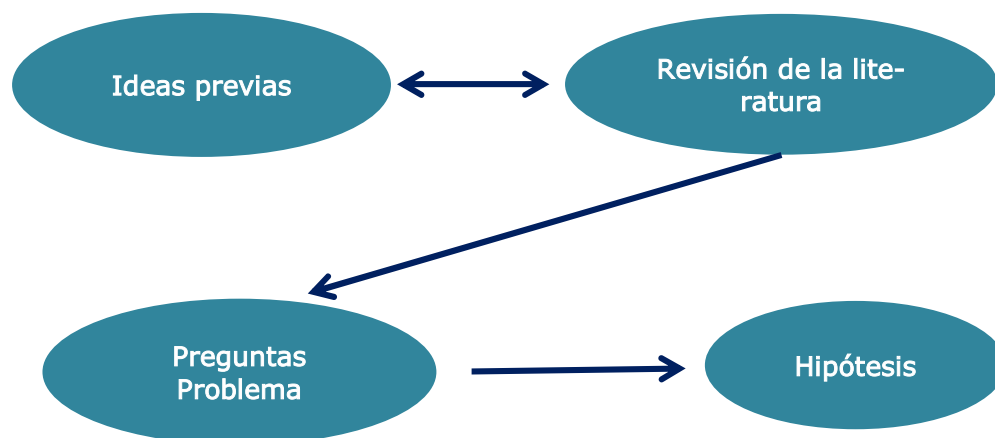 Ideas previas
Revisión de la lite-
ratura
Preguntas
Problema
Hipótesis